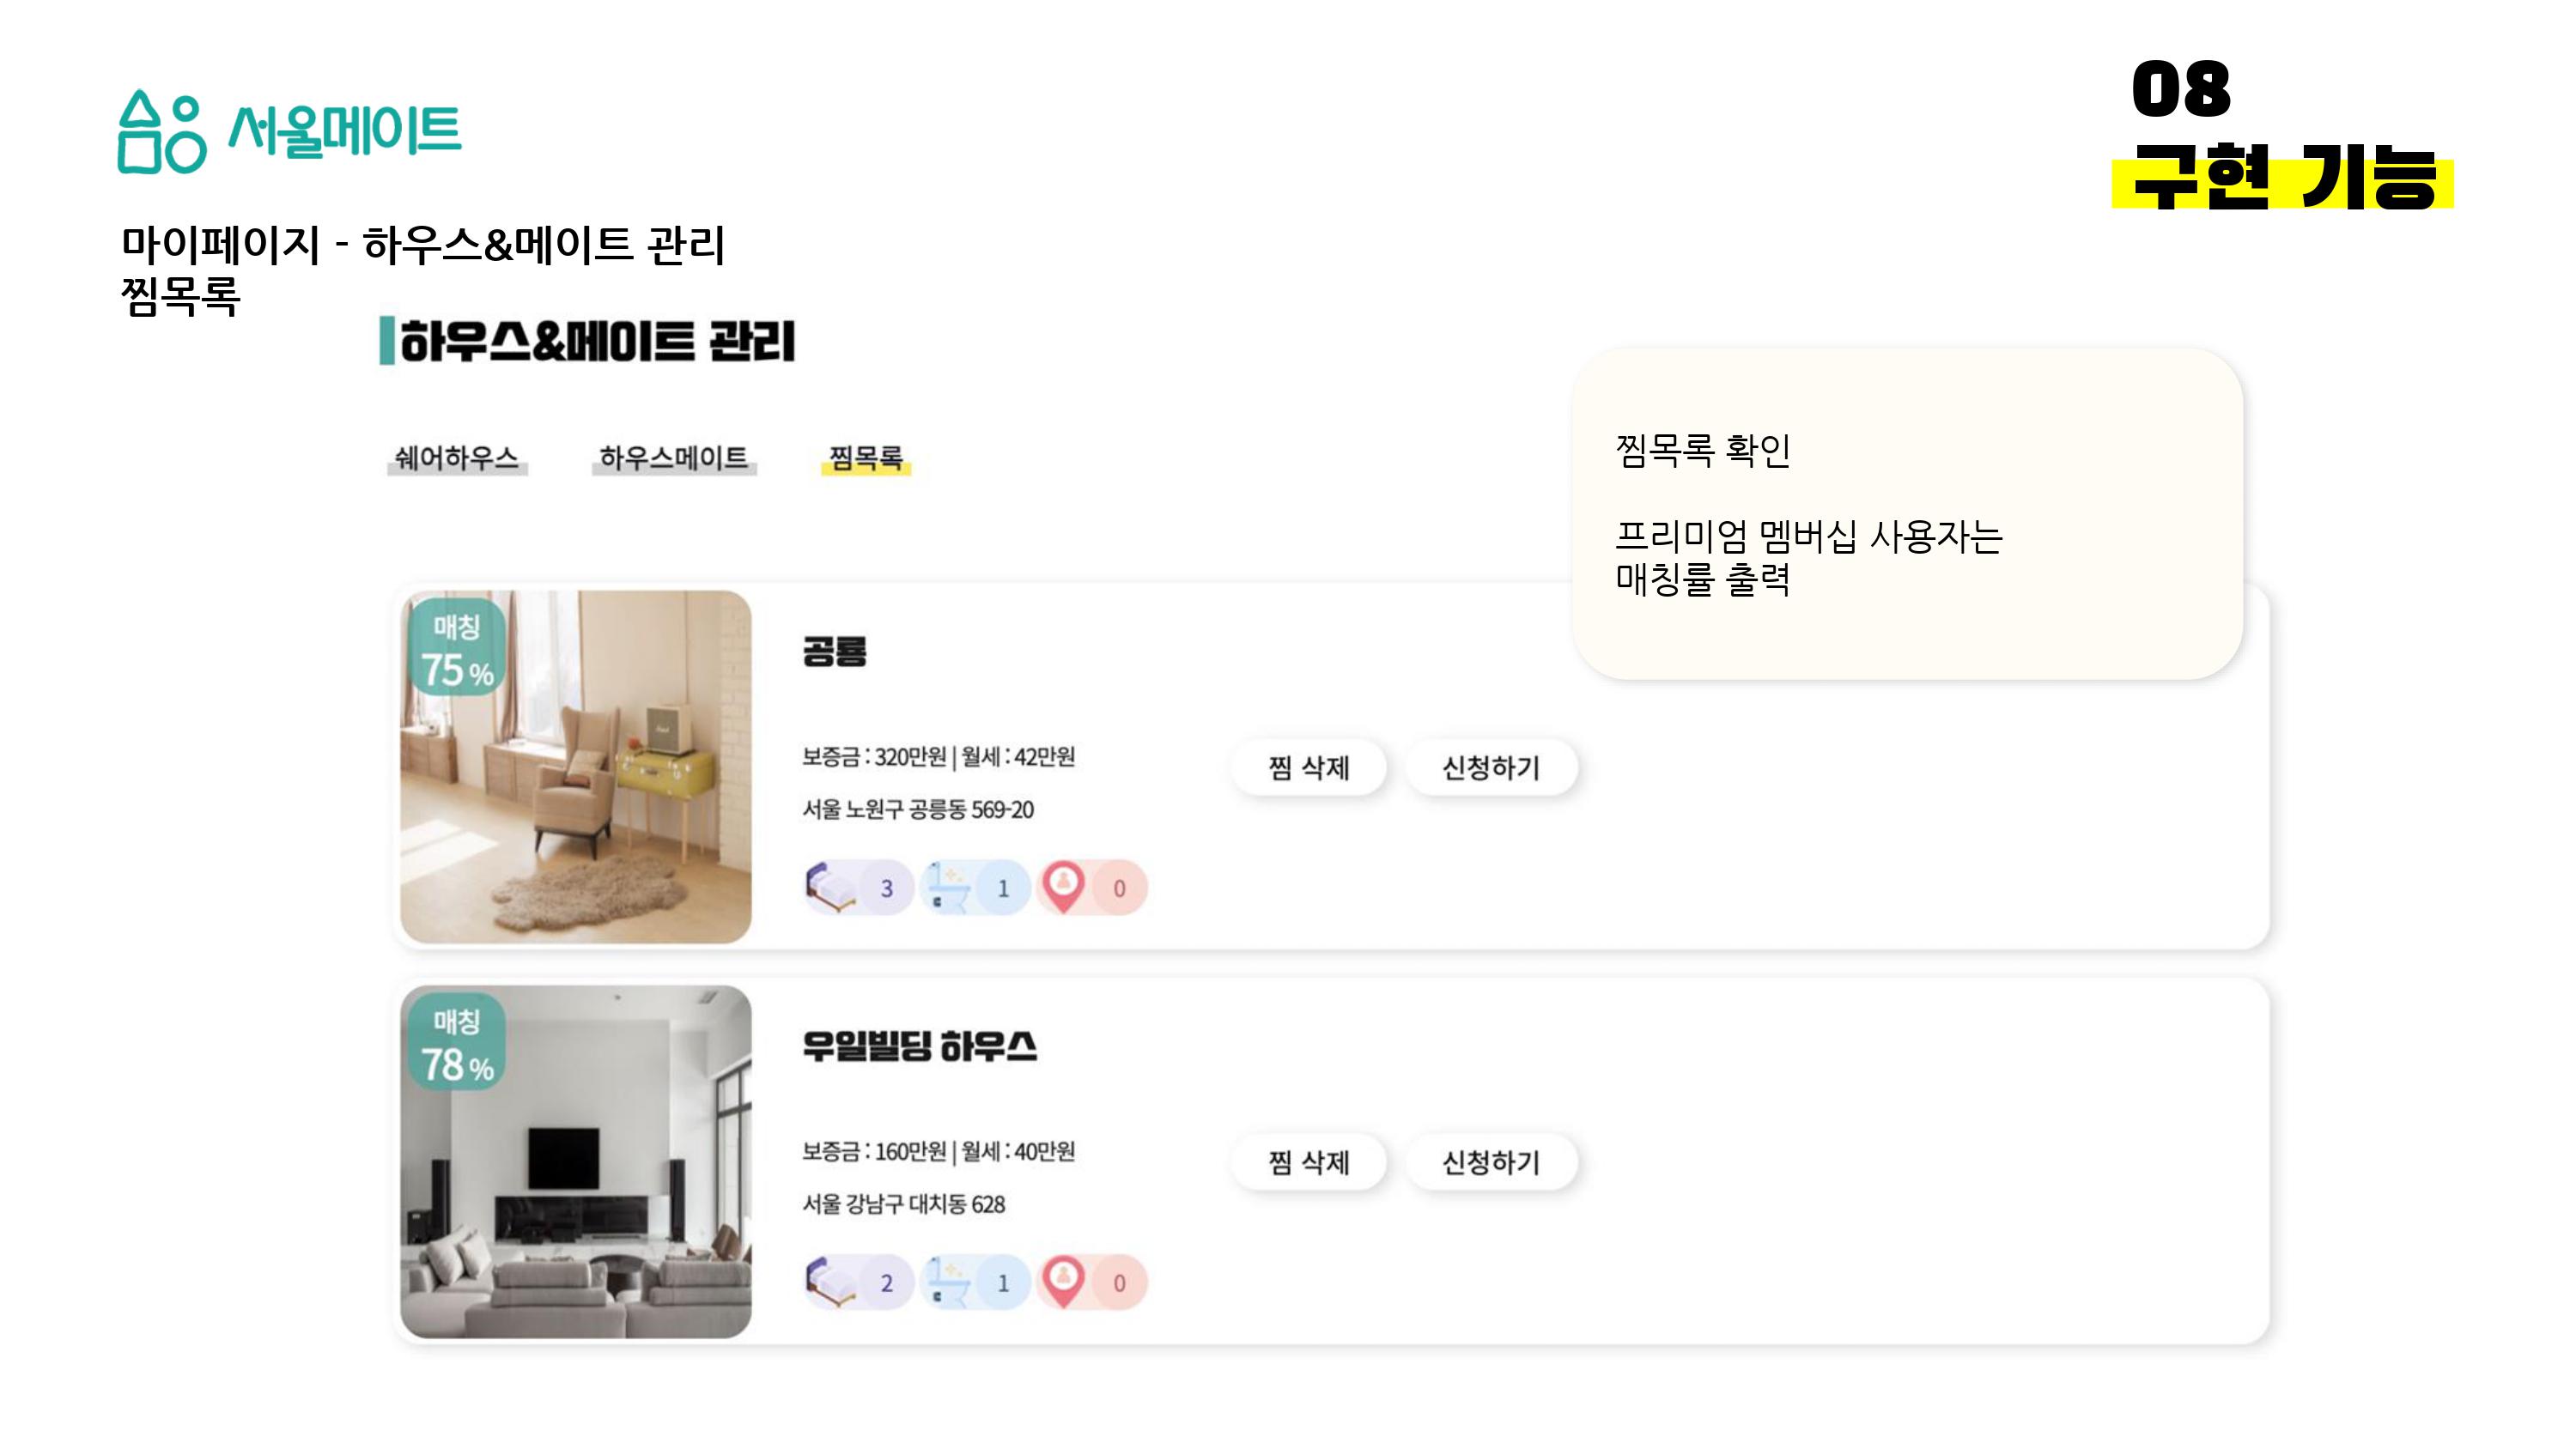 서울메이트
08
구현 기능
마이페이지 - 하우스&메이트 관리
찜목록
하우스&메이트 관리
쉐어하우스 하우스메이트 찜목록
찜목록 확인
프리미엄 멤버십 사용자는
매칭률 출력
매칭
75 %
공룡
보증금 : 320만원 | 월세 : 42만원
서울 노원구 공릉동 569-20
찜 삭제 신청하기
3 1 0
매칭
78 %
우일빌딩 하우스
보증금 : 160만원 | 월세 : 40만원
서울 강남구 대치동 628
찜 삭제 신청하기
2 1 0